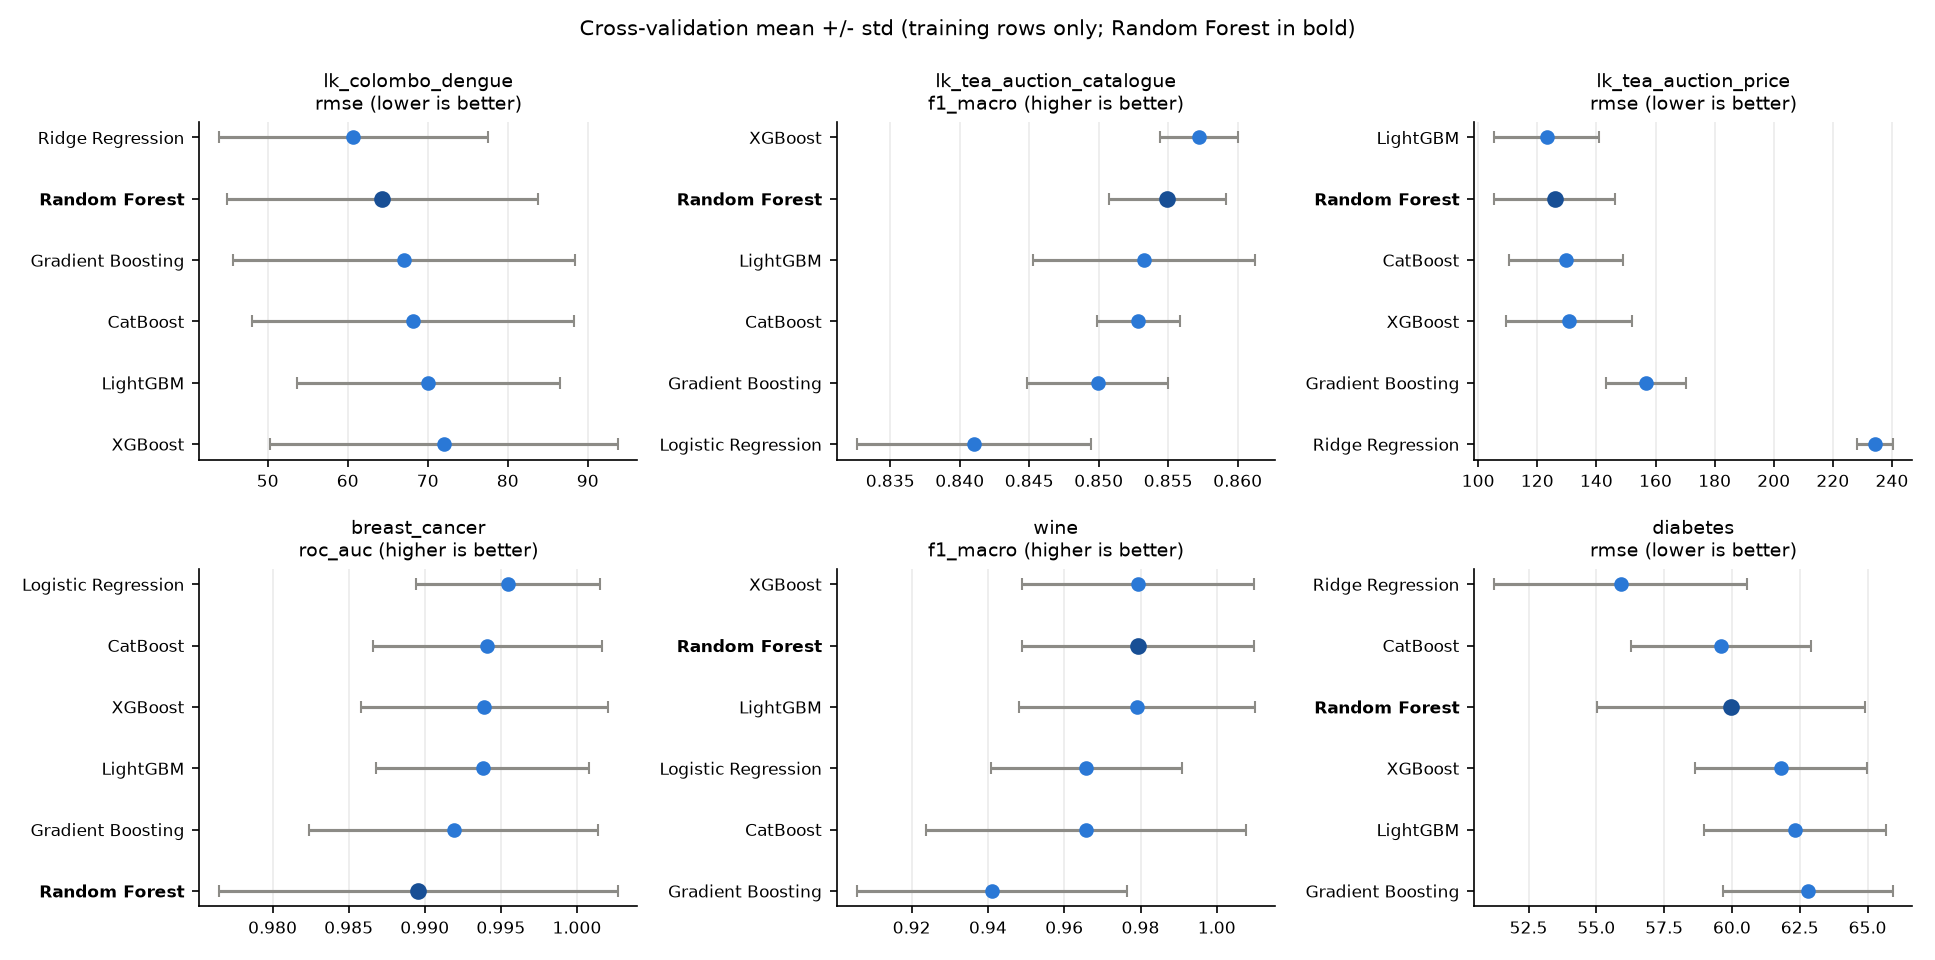 Cross-validation mean +/- std (training rows only; Random Forest in bold)
lk_colombo_dengue
rmse (lower is better)
Ridge Regression
Random Forest
Gradient Boosting
CatBoost
LightGBM
XGBoost
50 60 70 80 90
lk_tea_auction_catalogue
f1_macro (higher is better)
XGBoost
Random Forest
LightGBM
CatBoost
Gradient Boosting
Logistic Regression
0.835 0.840 0.845 0.850 0.855 0.860
lk_tea_auction_price
rmse (lower is better)
LightGBM
Random Forest
CatBoost
XGBoost
Gradient Boosting
Ridge Regression
100 120 140 160 180 200 220 240
breast_cancer
roc_auc (higher is better)
Logistic Regression
CatBoost
XGBoost
LightGBM
Gradient Boosting
Random Forest
0.980 0.985 0.990 0.995 1.000
wine
f1_macro (higher is better)
XGBoost
Random Forest
LightGBM
Logistic Regression
CatBoost
Gradient Boosting
0.92 0.94 0.96 0.98 1.00
diabetes
rmse (lower is better)
Ridge Regression
CatBoost
Random Forest
XGBoost
LightGBM
Gradient Boosting
52.5 55.0 57.5 60.0 62.5 65.0